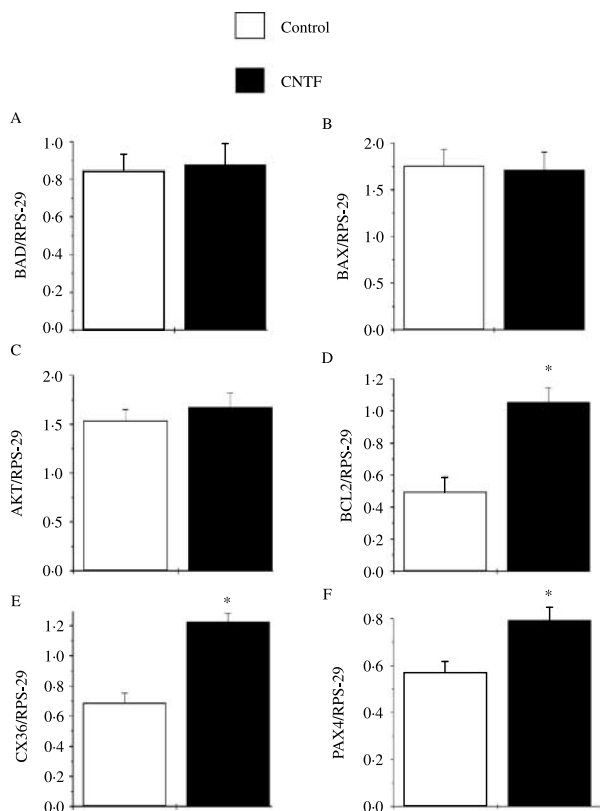 Control
CNTF
A
BAD/RPS-29
1·0
0·8
0·6
0·4
0·2
0·0
B
BAX/RPS-29
2·0
1·5
1·0
0·5
0·0
C
AKT/RPS-29
2·0
1·5
1·0
0·5
0·0
D
BCL2/RPS-29
1·2
1·0
0·8
0·6
0·4
0·2
0·0
*
E
CX36/RPS-29
1·2
1·0
0·8
0·6
0·4
0·2
0·0
*
F
PAX4/RPS-29
0·8
0·6
0·4
0·2
0·0
*